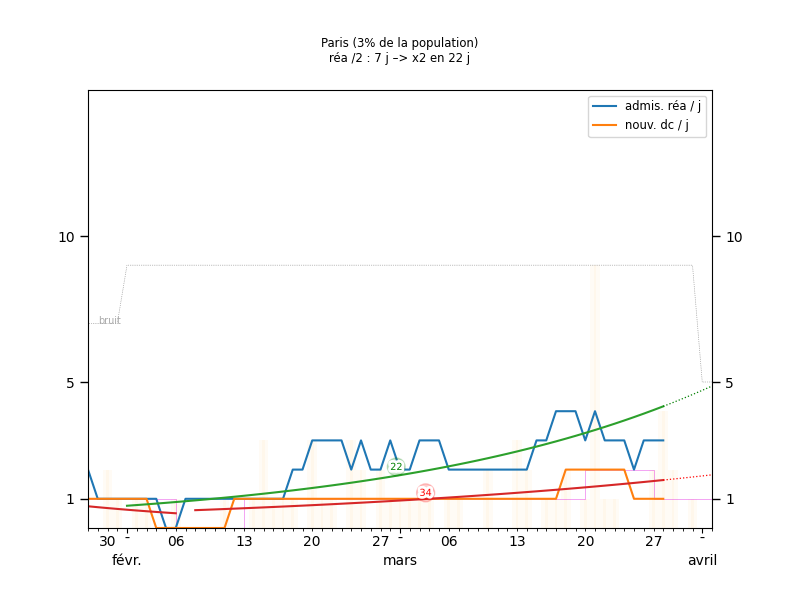 Paris (3% de la population)
réa /2 : 7 j –> x2 en 22 j
admis. réa / j
nouv. dc / j
10
10
bruit
5
5
22
34
1
1
30 - 06 13 20 27 - 06 13 20 27 -
févr. mars avril